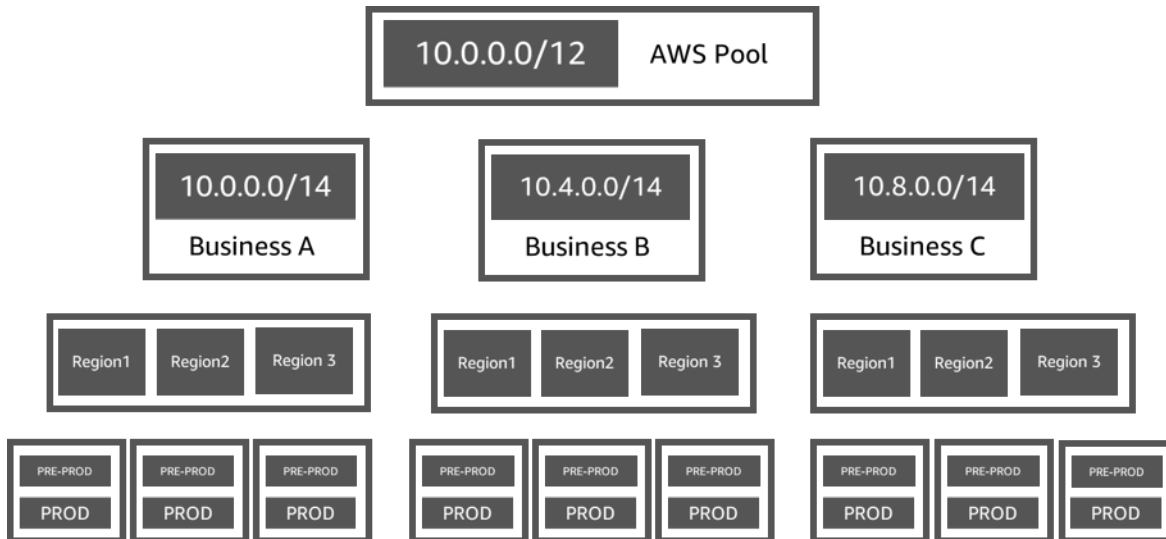 10.0.0.0/12 AWS Pool
10.0.0.0/14
Business A
10.4.0.0/14
Business B
10.8.0.0/14
Business C
Region1 Region2 Region 3
Region1 Region2 Region 3
Region1 Region2 Region 3
PRE-PROD
PROD
PRE-PROD
PROD
PRE-PROD
PROD
PRE-PROD
PROD
PRE-PROD
PROD
PRE-PROD
PROD
PRE-PROD
PROD
PRE-PROD
PROD
PRE-PROD
PROD